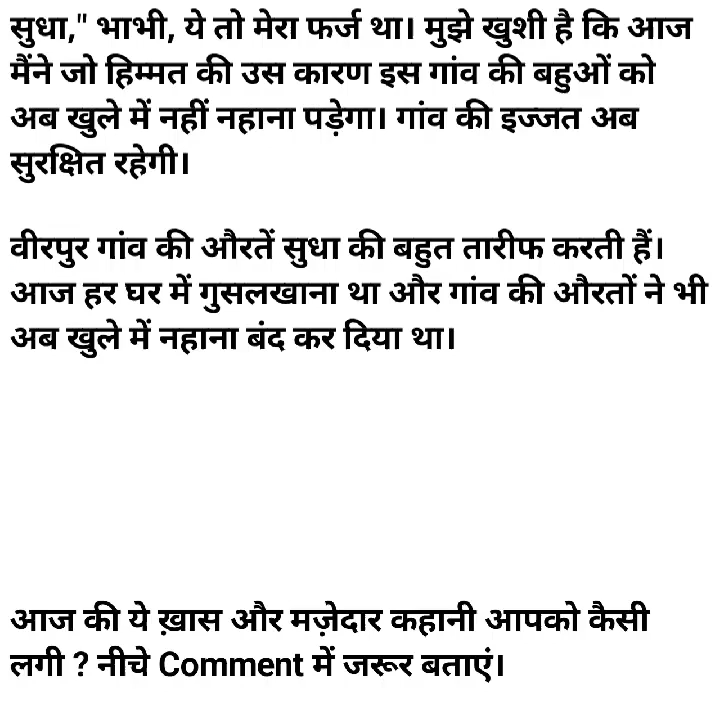 सुधा," भाभी, ये तो मेरा फर्ज था। मुझे खुशी है कि आज
मैंने जो हिम्मत की उस कारण इस गांव की बहुओं को
अब खुले में नहीं नहाना पड़ेगा। गांव की इज्जत अब
सुरक्षित रहेगी।
वीरपुर गांव की औरतें सुधा की बहुत तारीफ करती हैं।
आज हर घर में गुसलखाना था और गांव की औरतों ने भी
अब खुले में नहाना बंद कर दिया था।
आज की ये ख़ास और मज़ेदार कहानी आपको कैसी
लगी ? नीचे Comment में जरूर बताएं।